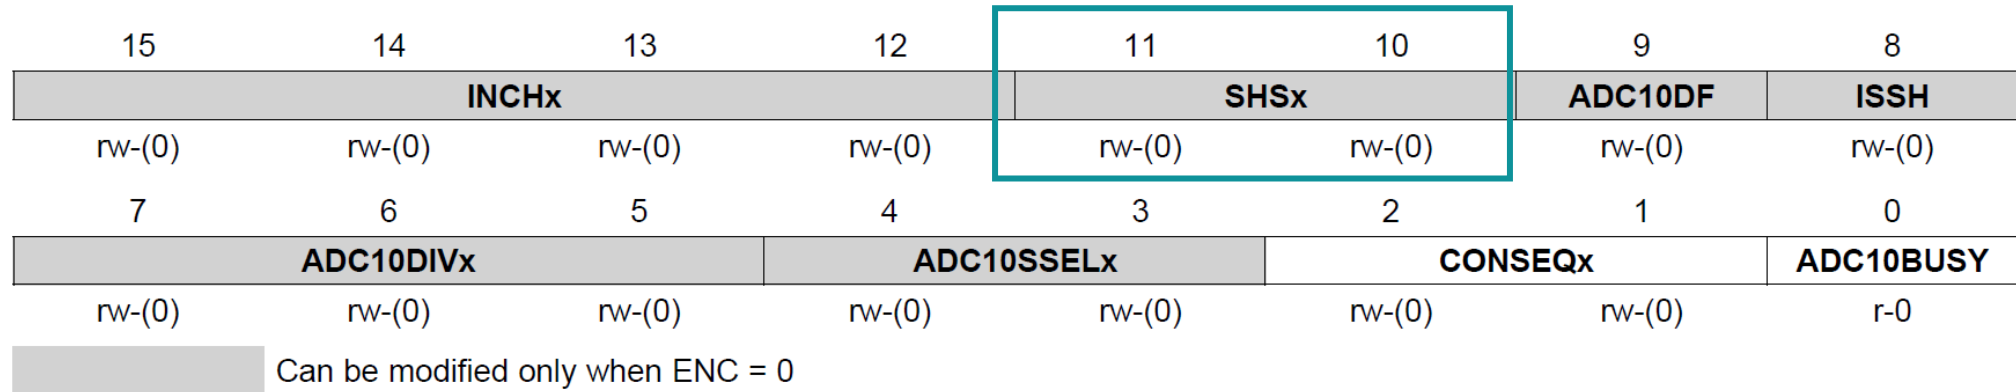 15 14 13 12 11 10 9 8
INCHx SHSx ADC10DF ISSH
rw-(0) rw-(0) rw-(0) rw-(0) rw-(0) rw-(0) rw-(0) rw-(0)
7 6 5 4 3 2 1 0
ADC10DIVx ADC10SSELx CONSEQx ADC10BUSY
rw-(0) rw-(0) rw-(0) rw-(0) rw-(0) rw-(0) rw-(0) r-0
Can be modified only when ENC = 0